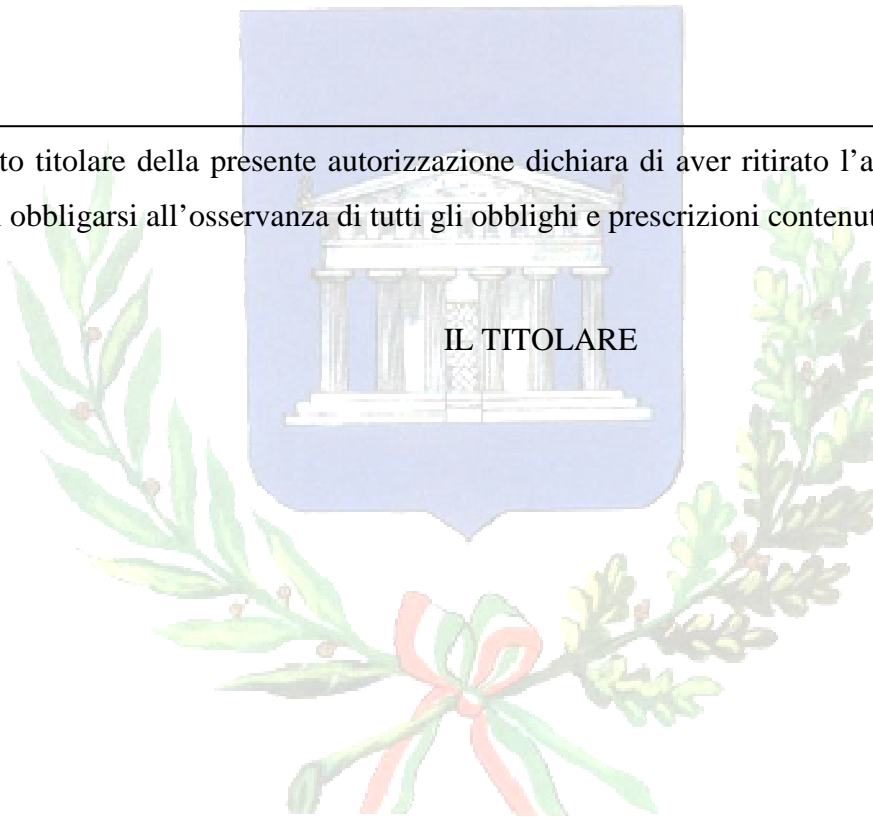 to titolare della presente autorizzazione dichiara di aver ritirato l’a
obbligarsi all’osservanza di tutti gli obblighi e prescrizioni contenut
IL TITOLARE